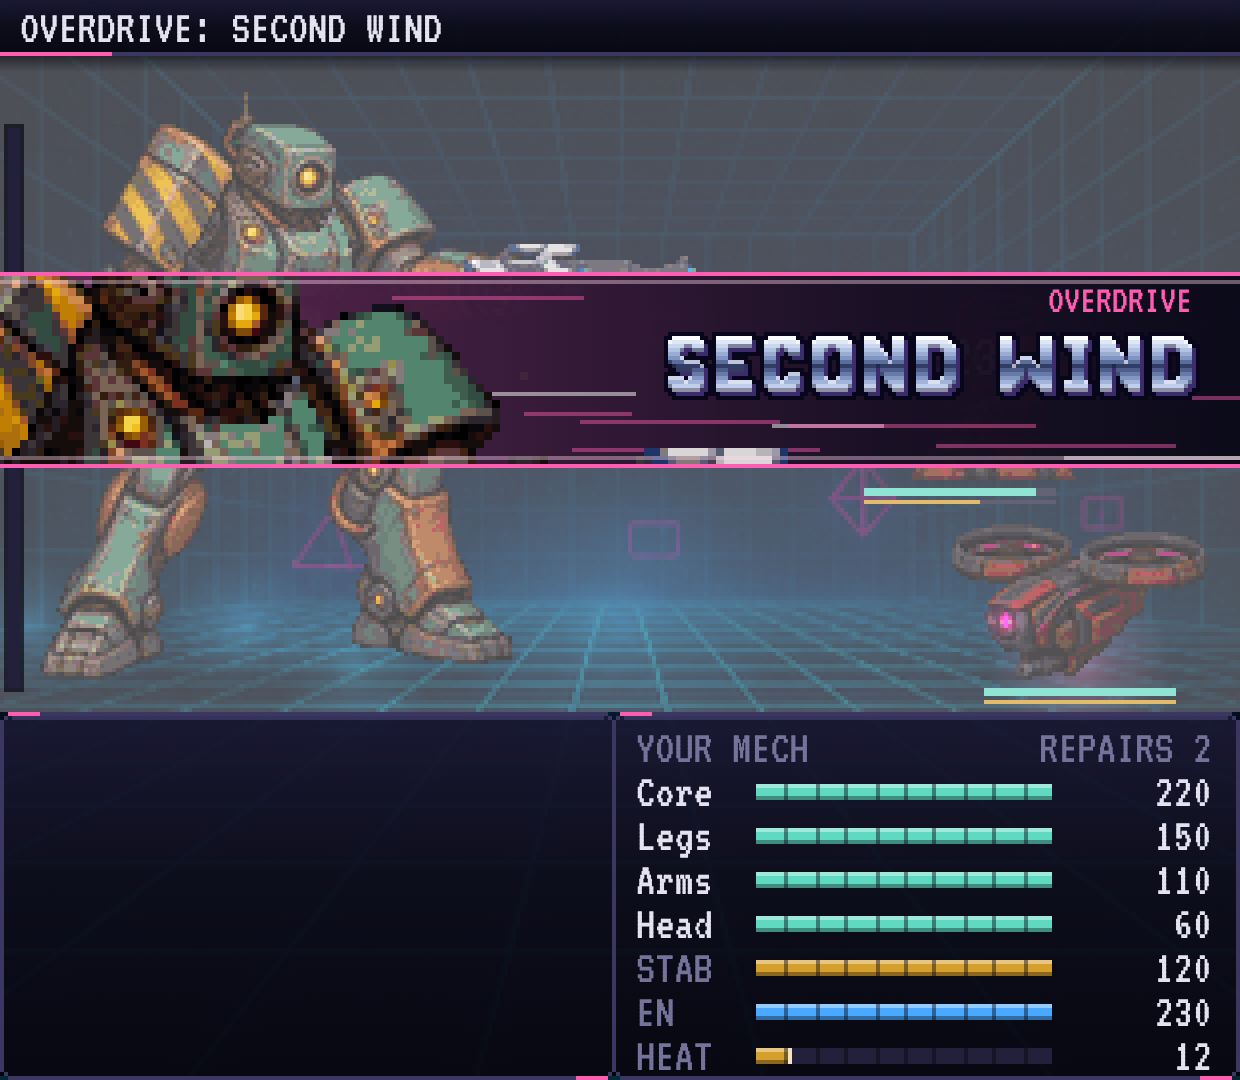 OVERDRIVE: SECOND WIND
OVERDRIVE
SECOND WIND
YOUR MECH REPAIRS 2
Core 220
Legs 150
Arms 110
Head 60
STAB 120
EN 230
HEAT 12